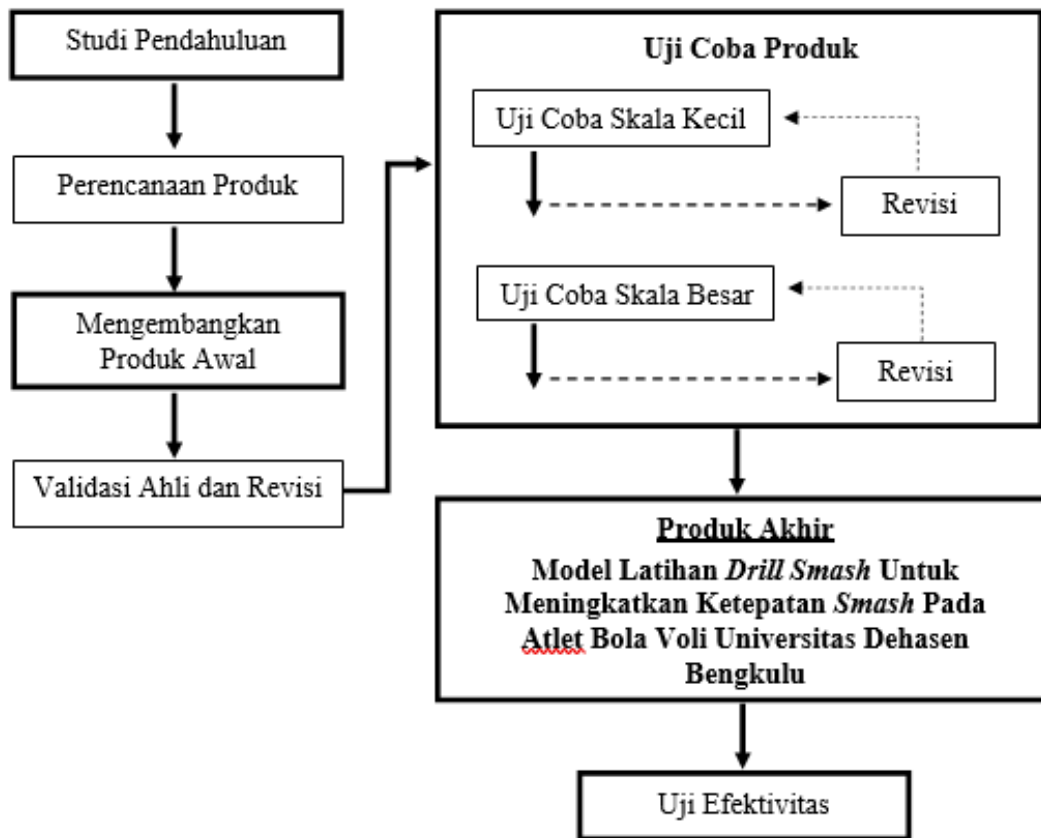 Studi Pendahuluan
Perencanaan Produk
Mengembangkan
Produk Awal
Validasi Ahli dan Revisi
Uji Coba Produk
Uji Coba Skala Kecil
Revisi
Uji Coba Skala Besar
Revisi
Produk Akhir
Model Latihan Drill Smash Untuk
Meningkatkan Ketepatan Smash Pada
Atlet Bola Voli Universitas Dehasen
Bengkulu
Uji Efektivitas